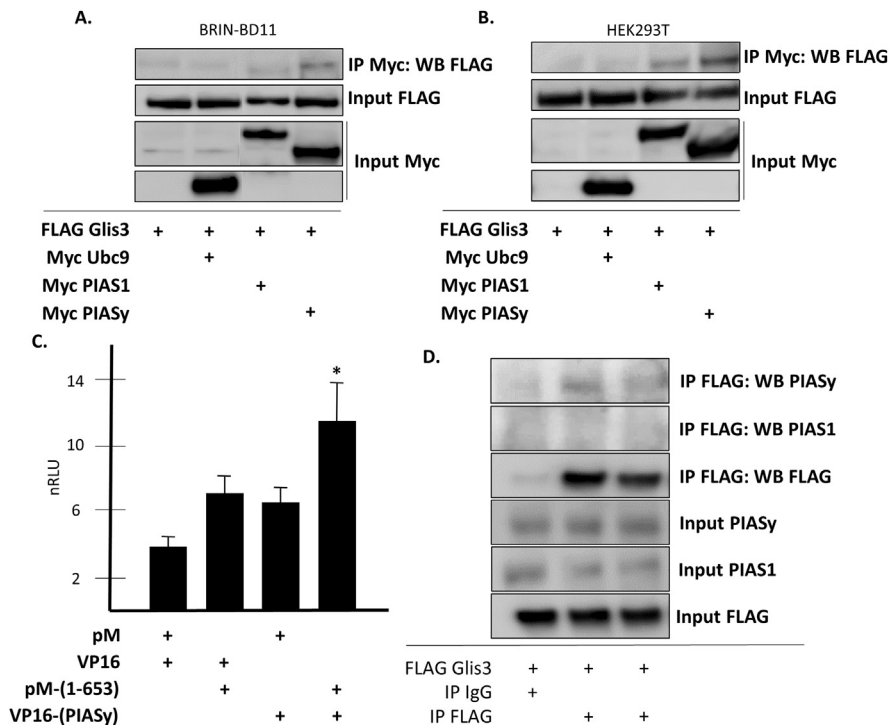 A.
BRIN-BD11
IP Myc: WB FLAG
Input FLAG
Input Myc
FLAG Glis3 + + + +
Myc Ubc9 +
Myc PIAS1 +
Myc PIASy +
B.
HEK293T
IP Myc: WB FLAG
Input FLAG
Input Myc
FLAG Glis3 + + + +
Myc Ubc9 +
Myc PIAS1 +
Myc PIASy +
C.
nRLU
14
10
6
2
*
pM + +
VP16 + +
pM-(1-653) + +
VP16-(PIASy) + +
D.
IP FLAG: WB PIASy
IP FLAG: WB PIAS1
IP FLAG: WB FLAG
Input PIASy
Input PIAS1
Input FLAG
FLAG Glis3 + + +
IP IgG +
IP FLAG + +